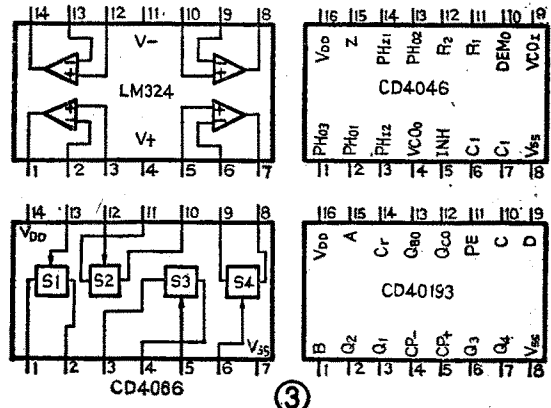 14 13 12 11 10 9 8
V-
LM324
V+
1 2 3 4 5 6 7
16 15 14 13 12 11 10 9
VDD Z PHI1 PHO2 R2 R1 DEMO VCOI
CD4046
PHO3 PHO1 PHI2 VCOO INH C1 C1 VSS
1 2 3 4 5 6 7 8
14 13 12 11 10 9 8
VDD
S1 S2 S3 S4
VSS
1 2 3 4 5 6 7
CD4066
16 15 14 13 12 11 10 9
VDD A Cr QBO QCO PE C D
CD40193
B Q2 Q1 CP- CP+ Q3 Q4 VSS
1 2 3 4 5 6 7 8
③